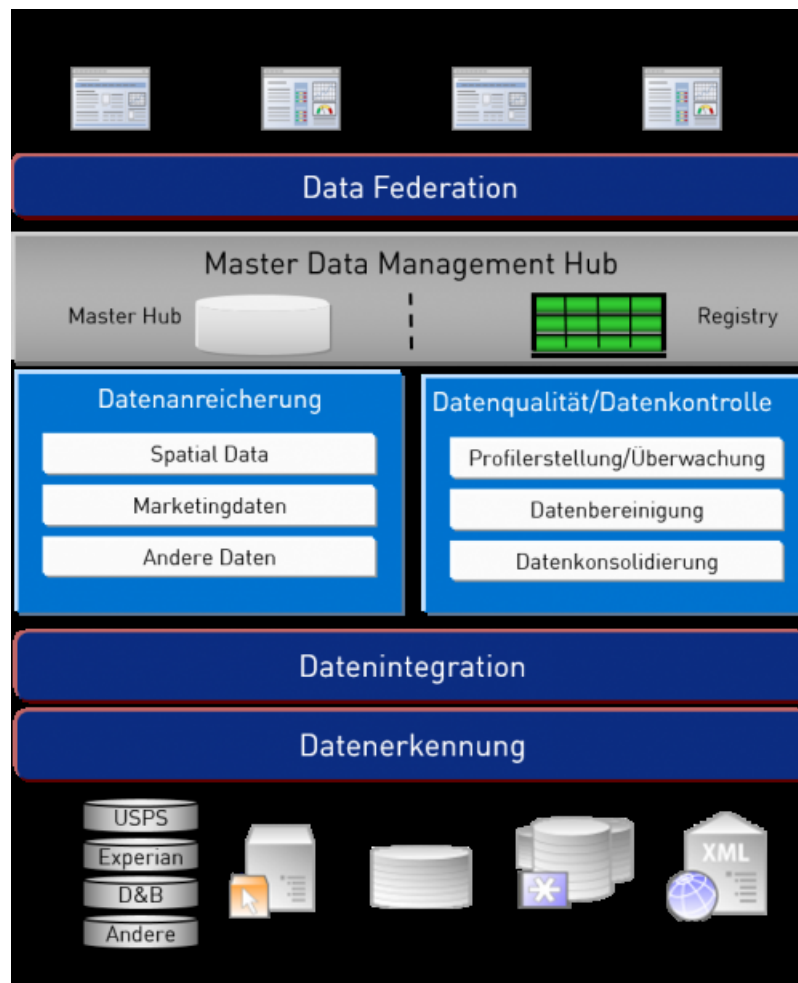 Data Federation
Master Data Management Hub
Master Hub
Registry
Datenanreicherung
Spatial Data
Marketingdaten
Andere Daten
Datenqualität/Datenkontrolle
Profilerstellung/Überwachung
Datenbereinigung
Datenkonsolidierung
Datenintegration
Datenerkennung
USPS
Experian
D&B
Andere
XML